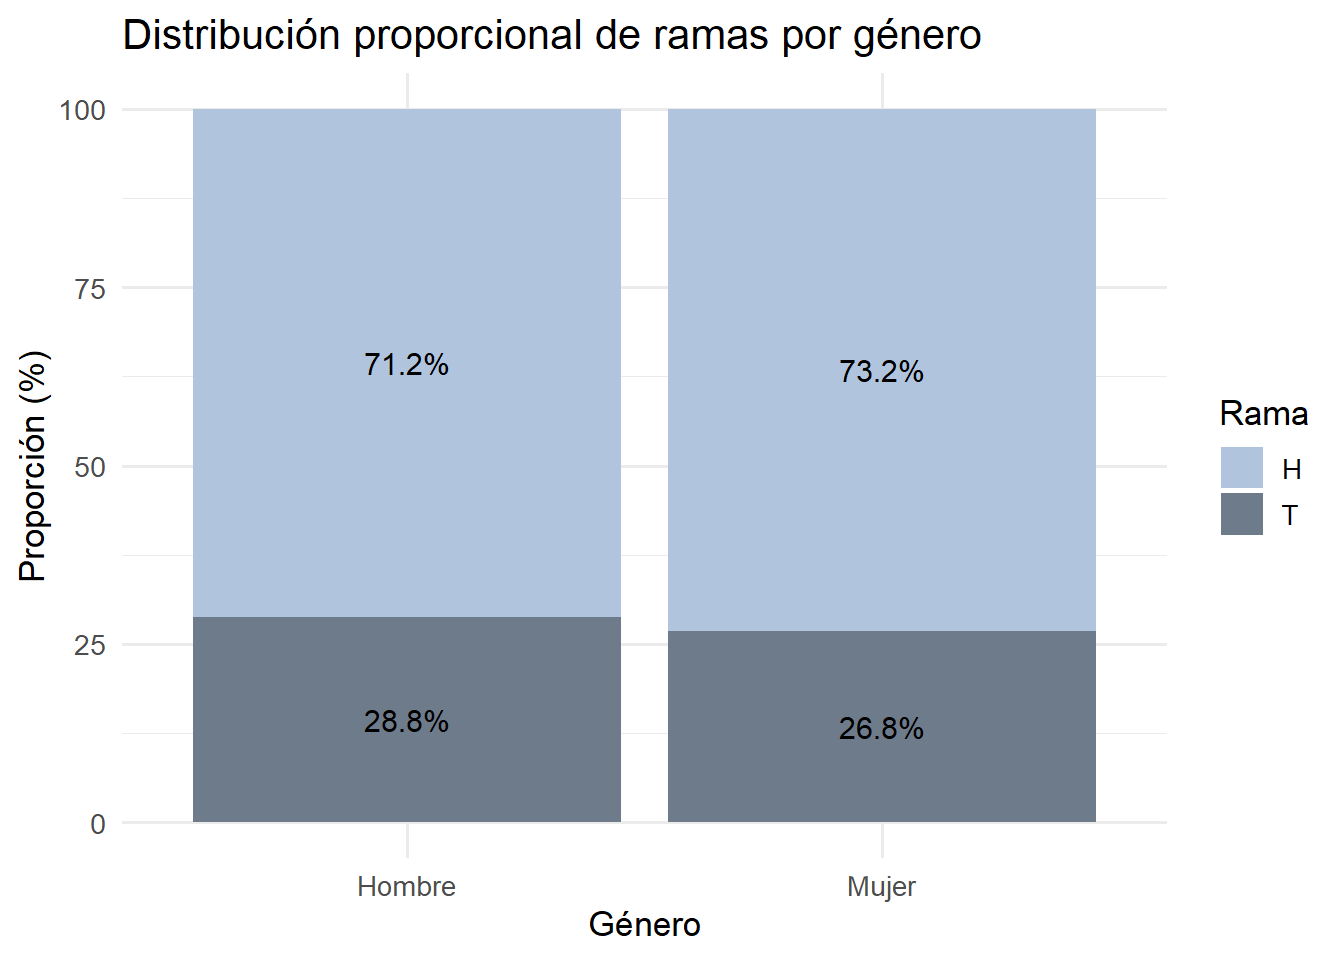 Distribución proporcional de ramas por género
Proporción (%)
100
75
50
25
0
71.2%
73.2%
28.8%
26.8%
Hombre
Mujer
Género
Rama
H
T